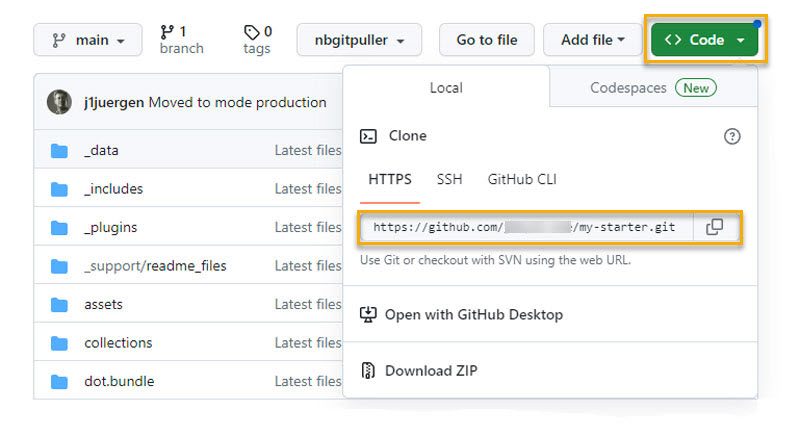 main
1
branch
0
tags
nbgitpuller
Go to file
Add file
<> Code
j1juergen Moved to mode production
_data Latest files
_includes Latest files
_plugins Latest files
_support/readme_files Latest files
assets Latest files
collections Latest files
dot.bundle Latest files
Local
Codespaces New
Clone
HTTPS SSH GitHub CLI
https://github.com/ /my-starter.git
Use Git or checkout with SVN using the web URL.
Open with GitHub Desktop
Download ZIP